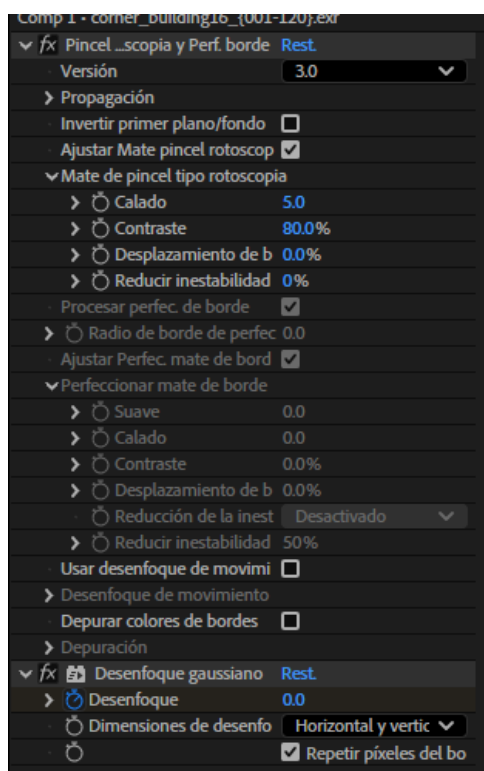 Comp 1 • corner_building16_{001-120}.exr
fx Pincel ...scopia y Perf. borde Rest.
Versión 3.0
Propagación
Invertir primer plano/fondo
Ajustar Mate pincel rotoscop
Mate de pincel tipo rotoscopia
Calado 5.0
Contraste 80.0%
Desplazamiento de b 0.0%
Reducir inestabilidad 0%
Procesar perfec. de borde
Radio de borde de perfec 0.0
Ajustar Perfec. mate de bord
Perfeccionar mate de borde
Suave 0.0
Calado 0.0
Contraste 0.0%
Desplazamiento de b 0.0%
Reducción de la inest Desactivado
Reducir inestabilidad 50%
Usar desenfoque de movimi
Desenfoque de movimiento
Depurar colores de bordes
Depuración
fx Desenfoque gaussiano Rest.
Desenfoque 0.0
Dimensiones de desenfo Horizontal y vertic
Repetir píxeles del bo